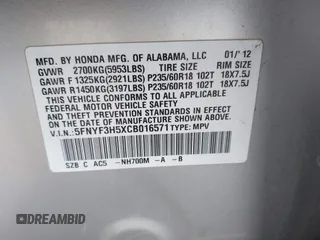 MFD. BY HONDA MFG. OF ALABAMA, LLC 01/'12
GVWR 2700KG(5953LBS) TIRE SIZE RIM SIZE
GAWR F 1325KG(2921LBS) P235/60R18 102T 18X7.5J
GAWR R1450KG(3197LBS) P235/60R18 102T 18X7.5J
THIS VEHICLE CONFORMS TO ALL APPLICABLE
FEDERAL MOTOR VEHICLE SAFETY AND
THEFT PREVENTION STANDARDS IN EFFECT ON
THE DATE OF MANUFACTURE SHOWN ABOVE.
V.I.N: 5FNYF3H5XCB016571 TYPE: MPV
SZB C AC5 -NH700M -A -B
DREAMBID